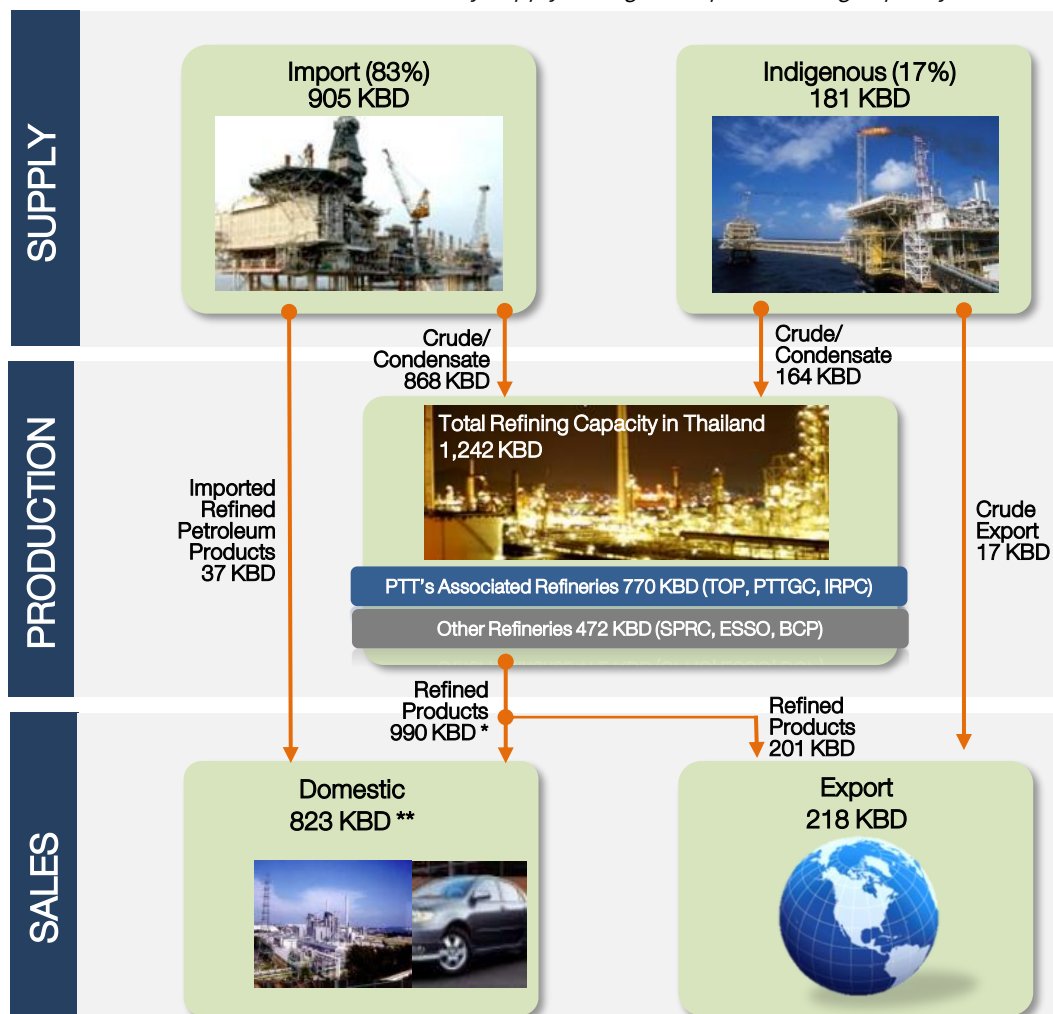 SUPPLY
Import (83%)
905 KBD
Indigenous (17%)
181 KBD
Crude/
Condensate
868 KBD
Crude/
Condensate
164 KBD
PRODUCTION
Total Refining Capacity in Thailand
1,242 KBD
PTT's Associated Refineries 770 KBD (TOP, PTTGC, IRPC)
Other Refineries 472 KBD (SPRC, ESSO, BCP)
Imported
Refined
Petroleum
Products
37 KBD
Crude
Export
17 KBD
Refined
Products
990 KBD *
Refined
Products
201 KBD
SALES
Domestic
823 KBD **
Export
218 KBD